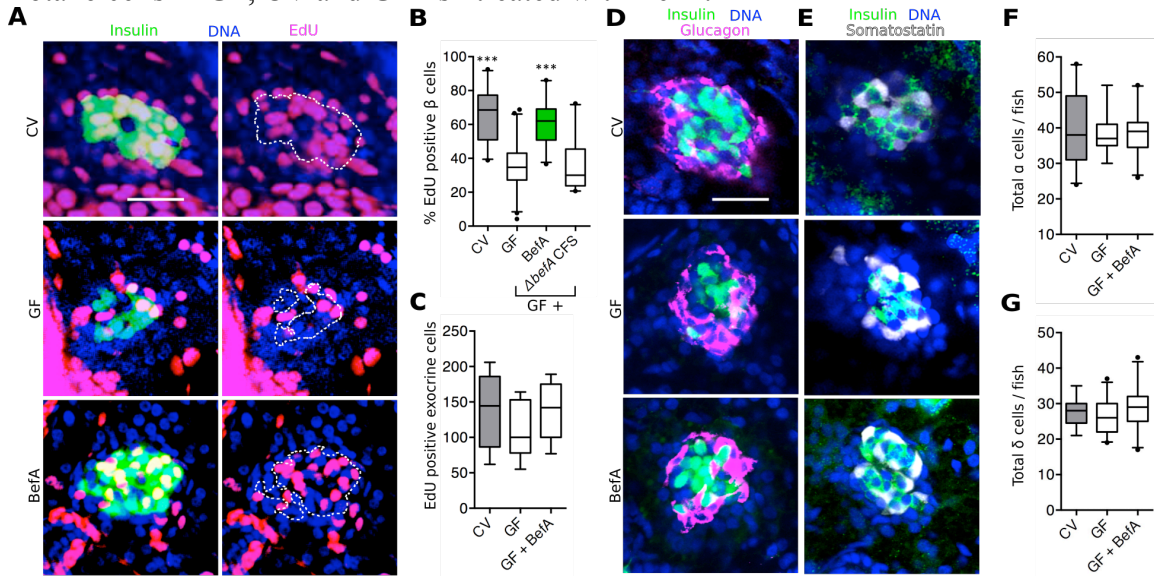 A
Insulin DNA EdU
CV
GF
BefA
B
% EdU positive β cells
100
80
60
40
20
0
*** ***
CV GF BefA ΔbefA CFS
GF +
C
EdU positive exocrine cells
250
200
150
100
50
0
CV GF GF + BefA
D
Insulin DNA
Glucagon
CV
GF
BefA
E
Insulin DNA
Somatostatin
F
Total α cells / fish
60
50
40
30
20
10
CV GF GF + BefA
G
Total δ cells / fish
50
40
30
20
10
0
CV GF GF + BefA